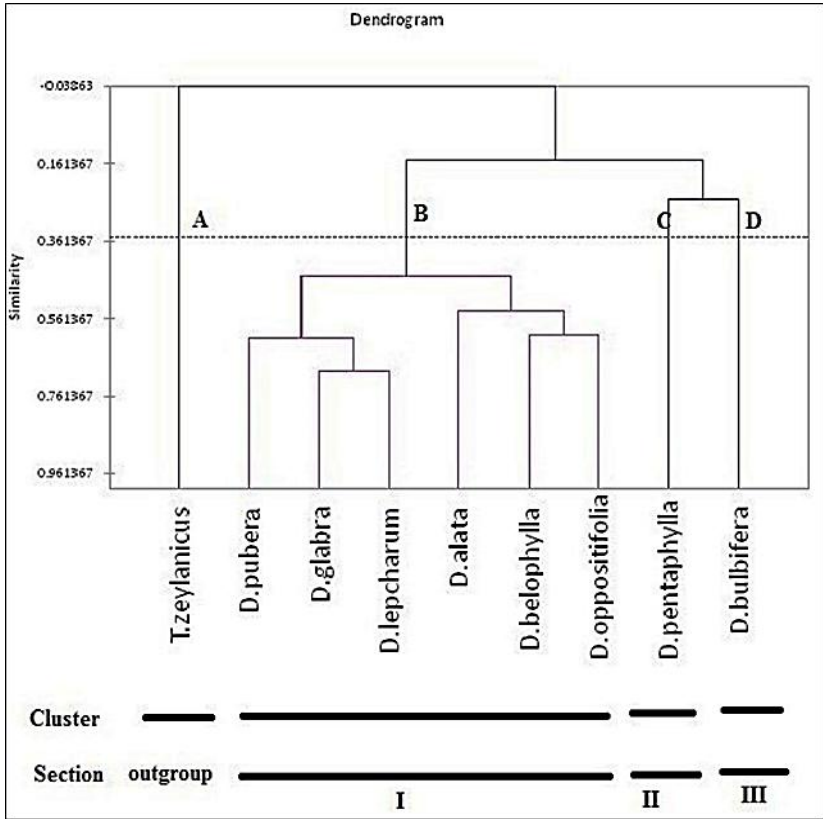 Dendrogram
-0.03863
0.161367
0.361367
0.561367
0.761367
0.961367
Similarity
A
B
C
D
T.zeylanicus
D.pubera
D.glabra
D.lepcharum
D.alata
D.belophylla
D.oppositifolia
D.pentaphylla
D.bulbifera
Cluster
Section outgroup
I
II
III